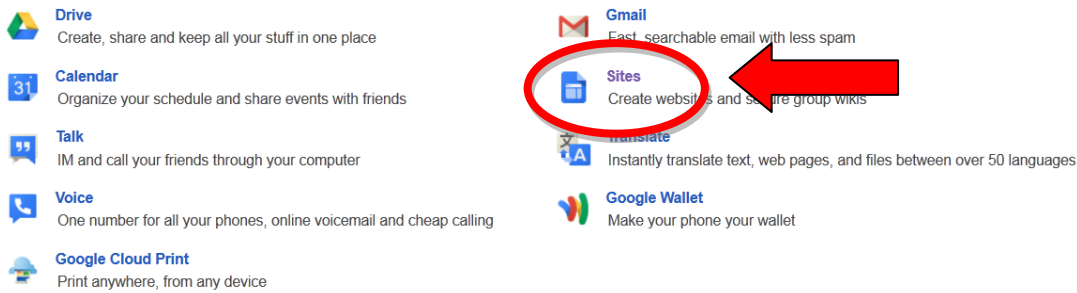 Drive
Create, share and keep all your stuff in one place
Calendar
31
Organize your schedule and share events with friends
Talk
IM and call your friends through your computer
Voice
One number for all your phones, online voicemail and cheap calling
Google Cloud Print
Print anywhere, from any device
Gmail
Fast, searchable email with less spam
Sites
Create websites and secure group wikis
Translate
文 A
Instantly translate text, web pages, and files between over 50 languages
Google Wallet
Make your phone your wallet